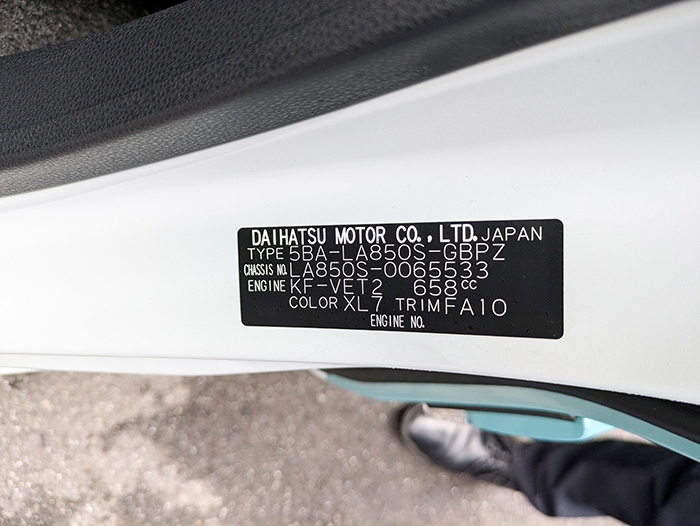 DAIHATSU MOTOR CO., LTD. JAPAN
TYPE 5BA-LA850S-GBPZ
CHASSIS NO. LA850S-0065533
ENGINE KF-VET2 658cc
COLOR XL7 TRIM FA10
ENGINE NO.